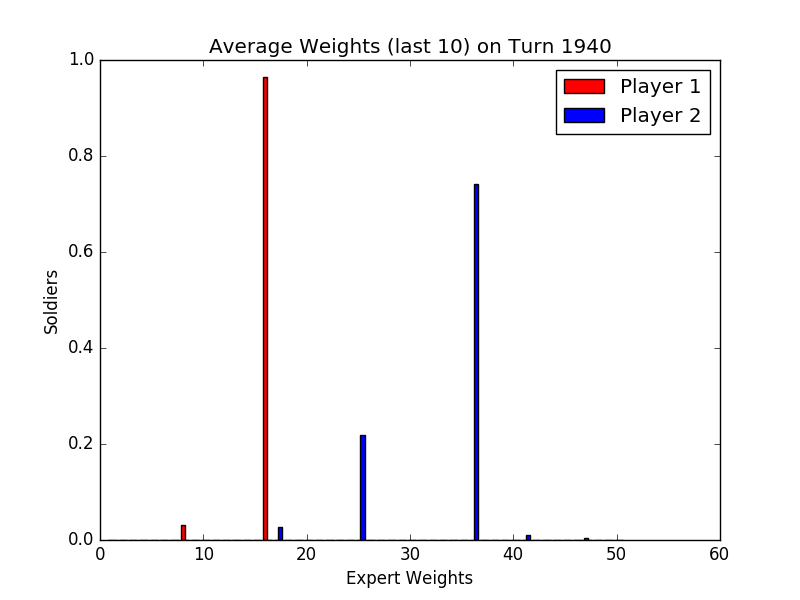 Average Weights (last 10) on Turn 1940
1.0
0.8
0.6
0.4
0.2
0.0
Soldiers
Player 1
Player 2
0 10 20 30 40 50 60
Expert Weights